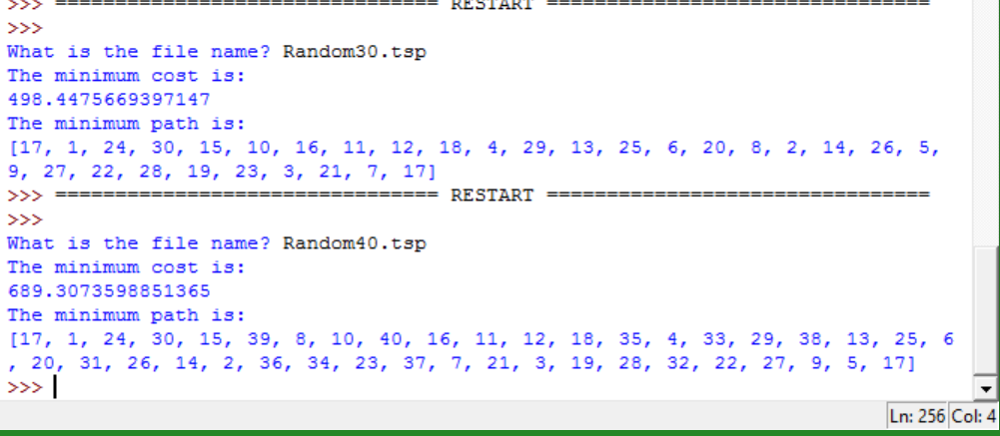 >>> ================================ RESTART ================================
>>>
What is the file name? Random30.tsp
The minimum cost is:
498.4475669397147
The minimum path is:
[17, 1, 24, 30, 15, 10, 16, 11, 12, 18, 4, 29, 13, 25, 6, 20, 8, 2, 14, 26, 5,
9, 27, 22, 28, 19, 23, 3, 21, 7, 17]
>>> ================================ RESTART ================================
>>>
What is the file name? Random40.tsp
The minimum cost is:
689.3073598851365
The minimum path is:
[17, 1, 24, 30, 15, 39, 8, 10, 40, 16, 11, 12, 18, 35, 4, 33, 29, 38, 13, 25, 6
, 20, 31, 26, 14, 2, 36, 34, 23, 37, 7, 21, 3, 19, 28, 32, 22, 27, 9, 5, 17]
>>>
Ln: 256 Col: 4